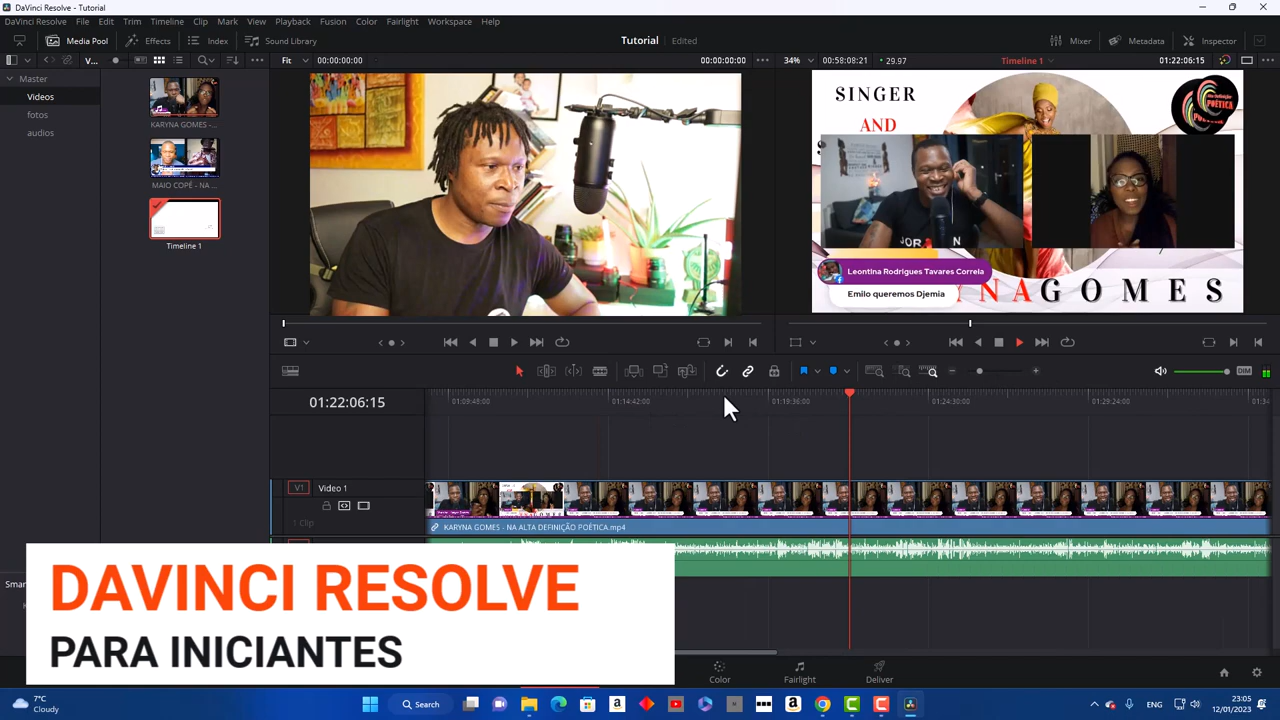 DaVinci Resolve - Tutorial
DaVinci Resolve File Edit Trim Timeline Clip Mark View Playback Fusion Color Fairlight Workspace Help
Media Pool Effects Index Sound Library Tutorial Edited Mixer Metadata Inspector
V... Fit 00:00:00:00 00:00:00:00 34% 00:58:08:21 29.97 Timeline 1 01:22:06:15
Master
Videos
fotos
audios
KARYNA GOMES -...
MAIO COPÉ - NA ...
Timeline 1
SINGER
AND
POÉTICA
Leontina Rodrigues Tavares Correia
Emilo queremos Djemia
NAGOMES
DIM
01:22:06:15
01:09:48:00 01:14:42:00 01:19:36:00 01:24:30:00 01:29:24:00 01:34
V1 Video 1
1 Clip
KARYNA GOMES - NA ALTA DEFINIÇÃO POÉTICA.mp4
Smar
DAVINCI RESOLVE
PARA INICIANTES
Color Fairlight Deliver
7°C
Cloudy
Search
ENG
23:05
12/01/2023